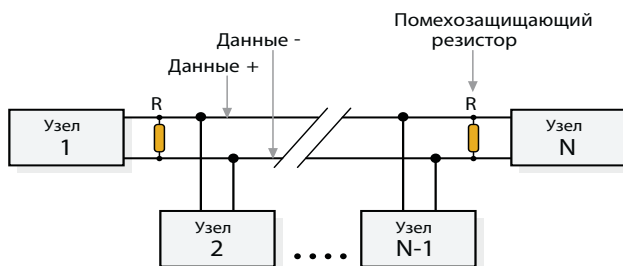 Помехозащищающий
резистор
Данные -
Данные +
R
R
Узел
1
Узел
N
Узел
2
Узел
N-1